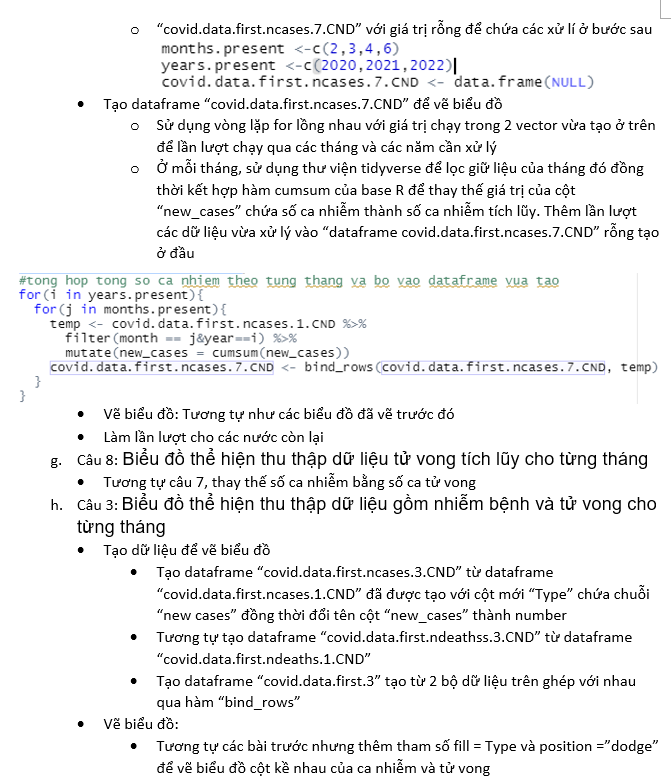 o “covid.data.first.ncases.7.CND” với giá trị rỗng để chứa các xử lí ở bước sau
months.present <-c(2,3,4,6)
years.present <-c(2020,2021,2022)
covid.data.first.ncases.7.CND <- data.frame(NULL)
• Tạo dataframe “covid.data.first.ncases.7.CND” để vẽ biểu đồ
o Sử dụng vòng lặp for lồng nhau với giá trị chạy trong 2 vector vừa tạo ở trên
để lần lượt chạy qua các tháng và các năm cần xử lý
o Ở mỗi tháng, sử dụng thư viện tidyverse để lọc giữ liệu của tháng đó đồng
thời kết hợp hàm cumsum của base R để thay thế giá trị của cột
“new_cases” chứa số ca nhiễm thành số ca nhiễm tích lũy. Thêm lần lượt
các dữ liệu vừa xử lý vào “dataframe covid.data.first.ncases.7.CND” rỗng tạo
ở đầu
#tong hop tong so ca nhiem theo tung thang va bo vao dataframe vua tao
for(i in years.present){
for(j in months.present){
temp <- covid.data.first.ncases.1.CND %>%
filter(month == j&year==i) %>%
mutate(new_cases = cumsum(new_cases))
covid.data.first.ncases.7.CND <- bind_rows(covid.data.first.ncases.7.CND, temp)
}
}
• Vẽ biểu đồ: Tương tự như các biểu đồ đã vẽ trước đó
• Làm lần lượt cho các nước còn lại
g. Câu 8: Biểu đồ thể hiện thu thập dữ liệu tử vong tích lũy cho từng tháng
• Tương tự câu 7, thay thế số ca nhiễm bằng số ca tử vong
h. Câu 3: Biểu đồ thể hiện thu thập dữ liệu gồm nhiễm bệnh và tử vong cho
từng tháng
• Tạo dữ liệu để vẽ biểu đồ
• Tạo dataframe “covid.data.first.ncases.3.CND” từ dataframe
“covid.data.first.ncases.1.CND” đã được tạo với cột mới “Type” chứa chuỗi
“new cases” đồng thời đổi tên cột “new_cases” thành number
• Tương tự tạo dataframe “covid.data.first.ndeathss.3.CND” từ dataframe
“covid.data.first.ndeaths.1.CND”
• Tạo dataframe “covid.data.first.3” tạo từ 2 bộ dữ liệu trên ghép với nhau
qua hàm “bind_rows”
• Vẽ biểu đồ:
• Tương tự các bài trước nhưng thêm tham số fill = Type và position =”dodge”
để vẽ biểu đồ cột kề nhau của ca nhiễm và tử vong